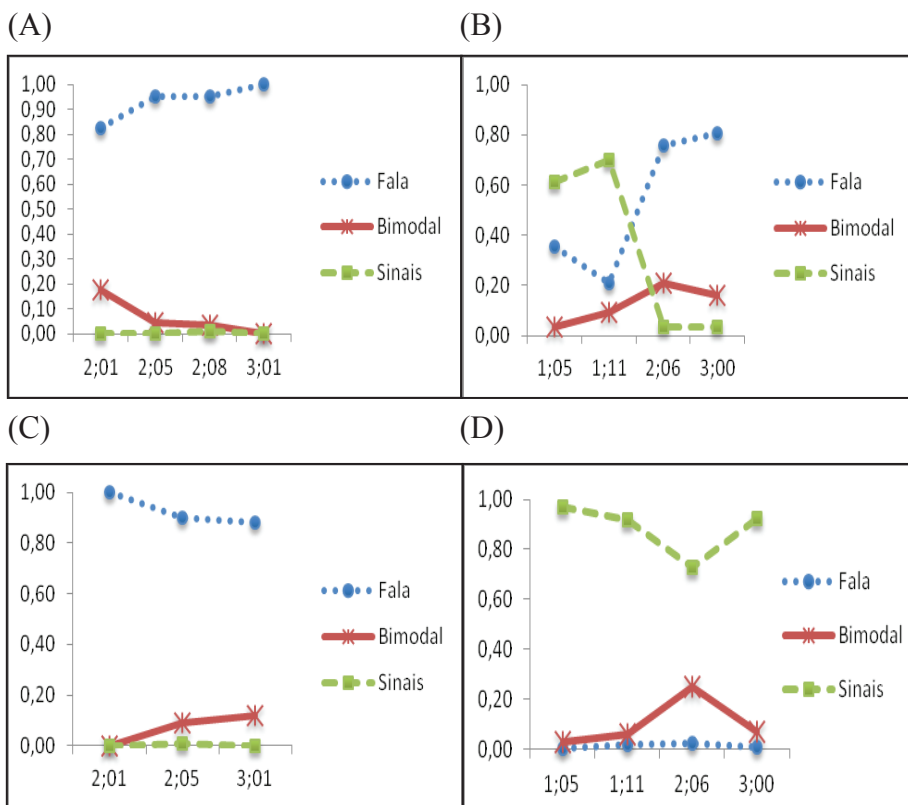 (A)
1,00
0,90
0,80
0,70
0,60
0,50
0,40
0,30
0,20
0,10
0,00
2;01 2;05 2;08 3;01
Fala
Bimodal
Sinais
(B)
1,00
0,80
0,60
0,40
0,20
0,00
1;05 1;11 2;06 3;00
Fala
Bimodal
Sinais
(C)
1,00
0,80
0,60
0,40
0,20
0,00
2;01 2;05 3;01
Fala
Bimodal
Sinais
(D)
1,00
0,80
0,60
0,40
0,20
0,00
1;05 1;11 2;06 3;00
Fala
Bimodal
Sinais